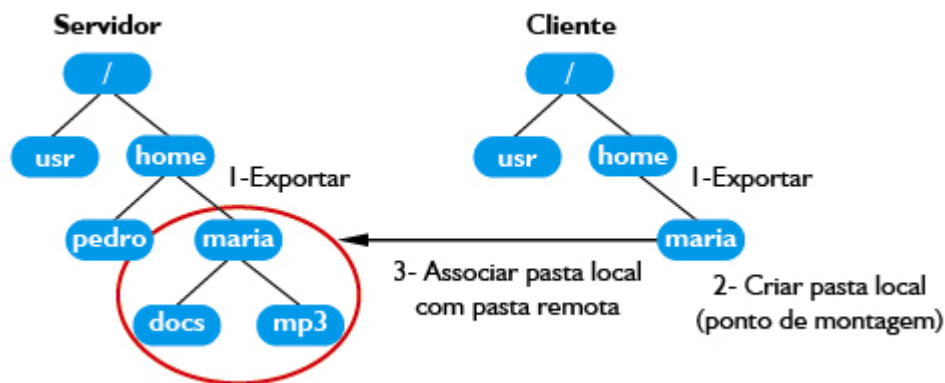 Servidor
/
usr
home
1-Exportar
pedro
maria
docs
mp3
Cliente
/
usr
home
1-Exportar
maria
3- Associar pasta local
com pasta remota
2- Criar pasta local
(ponto de montagem)